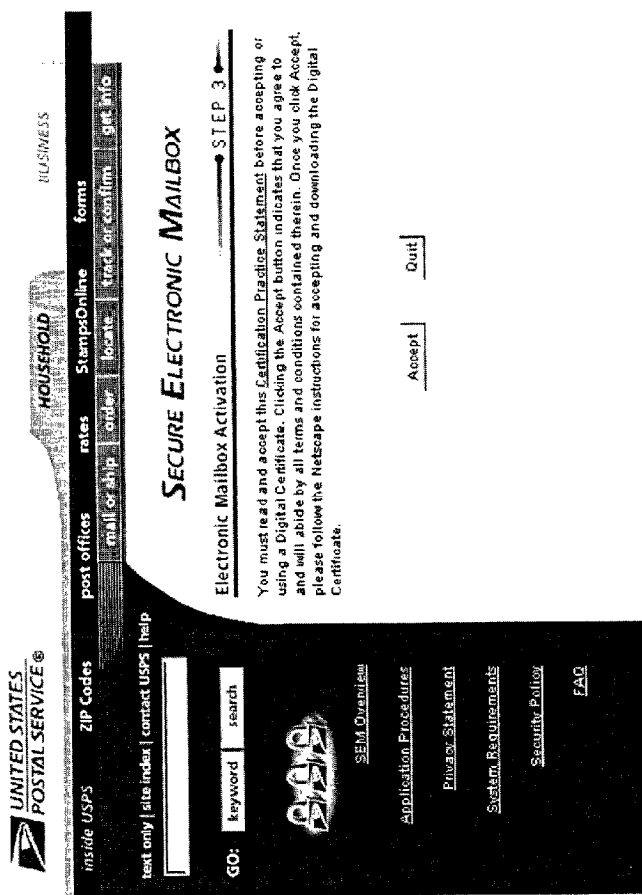 UNITED STATES
POSTAL SERVICE ®
HOUSEHOLD
BUSINESS
inside USPS ZIP Codes post offices rates StampsOnline forms
mail or ship order locate track or confirm get info
text only | site index | contact USPS | help
GO: keyword search
SEM Overview
Application Procedures
Privacy Statement
System Requirements
Security Policy
FAQ
SECURE ELECTRONIC MAILBOX
Electronic Mailbox Activation STEP 3
You must read and accept this Certification Practice Statement before accepting or
using a Digital Certificate. Clicking the Accept button indicates that you agree to
and will abide by all terms and conditions contained therein. Once you click Accept,
please follow the Netscape instructions for accepting and downloading the Digital
Certificate.
Accept Quit